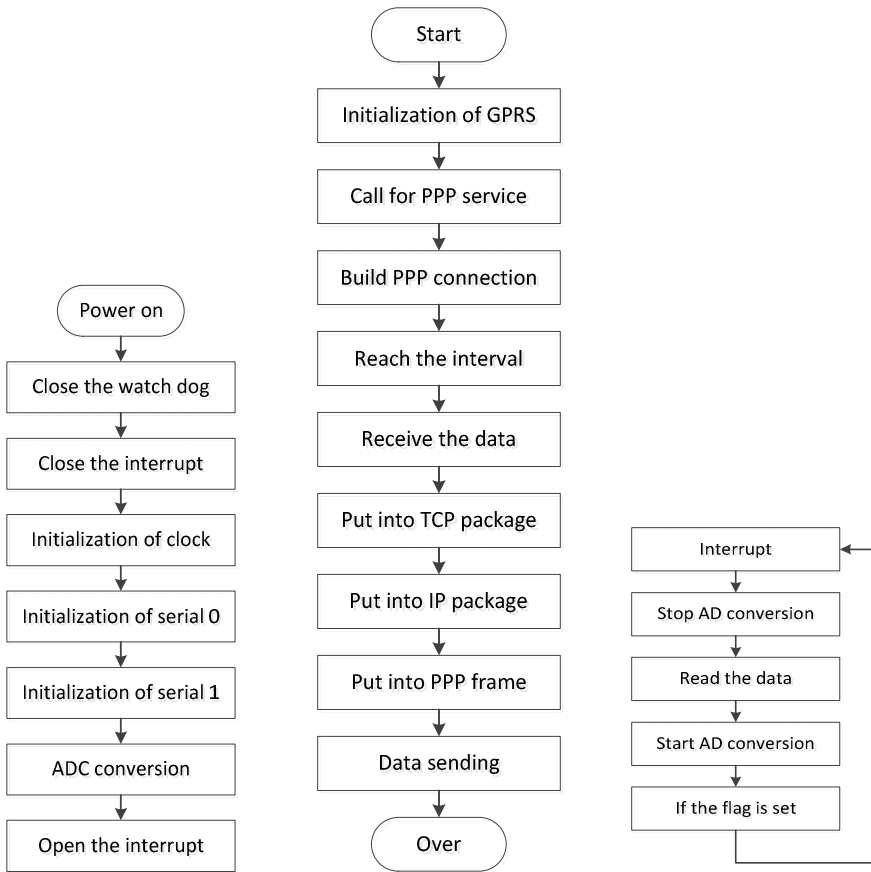 Power on
Close the watch dog
Close the interrupt
Initialization of clock
Initialization of serial 0
Initialization of serial 1
ADC conversion
Open the interrupt
Start
Initialization of GPRS
Call for PPP service
Build PPP connection
Reach the interval
Receive the data
Put into TCP package
Put into IP package
Put into PPP frame
Data sending
Over
Interrupt
Stop AD conversion
Read the data
Start AD conversion
If the flag is set